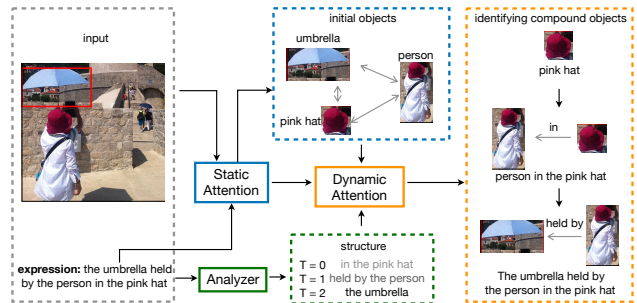 input
expression: the umbrella held
by the person in the pink hat
Static
Attention
Analyzer
initial objects
umbrella
person
pink hat
Dynamic
Attention
structure
T = 0 in the pink hat
T = 1 held by the person
T = 2 the umbrella
identifying compound objects
pink hat
in
person in the pink hat
held by
The umbrella held by
the person in the pink hat